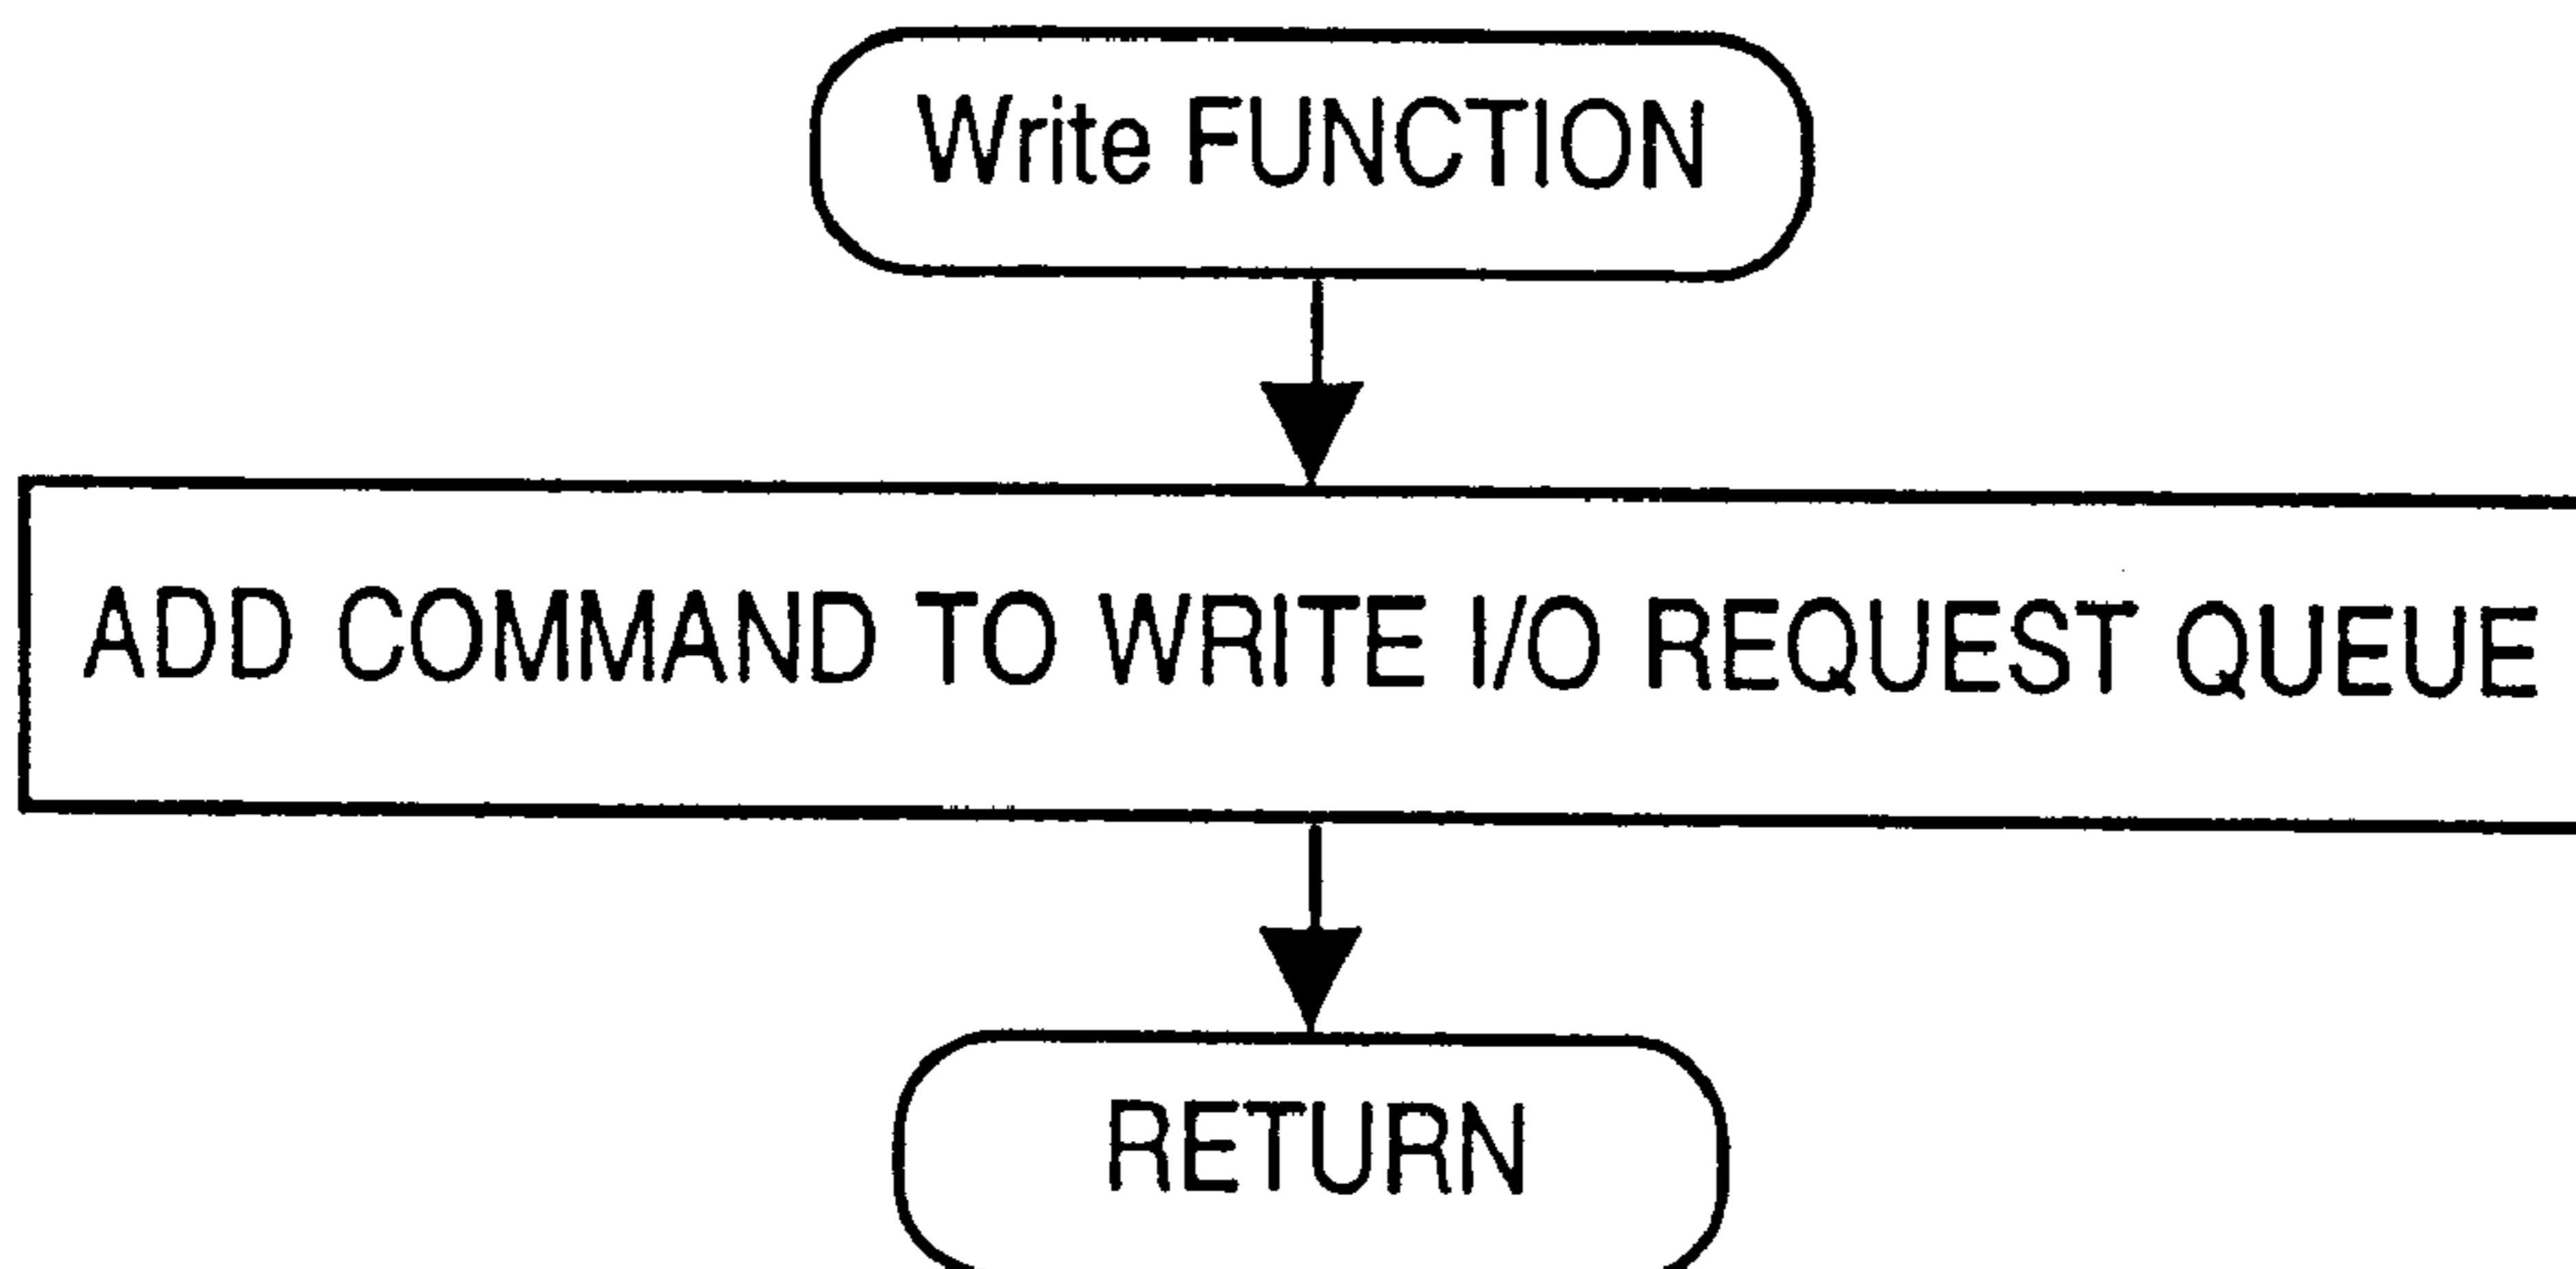 Write FUNCTION
ADD COMMAND TO WRITE I/O REQUEST QUEUE
RETURN